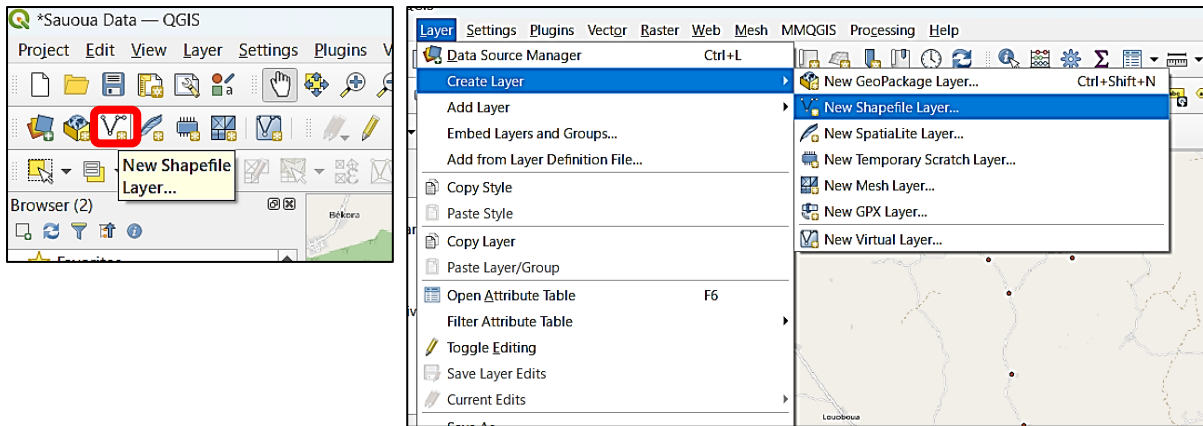 *Sauoua Data — QGIS
Project Edit View Layer Settings Plugins V
New Shapefile
Layer...
Browser (2)
Békora
Layer Settings Plugins Vector Raster Web Mesh MMQGIS Processing Help
Data Source Manager Ctrl+L
Create Layer
Add Layer
Embed Layers and Groups...
Add from Layer Definition File...
Copy Style
Paste Style
Copy Layer
Paste Layer/Group
Open Attribute Table F6
Filter Attribute Table
Toggle Editing
Save Layer Edits
Current Edits
New GeoPackage Layer... Ctrl+Shift+N
New Shapefile Layer...
New SpatiaLite Layer...
New Temporary Scratch Layer...
New Mesh Layer...
New GPX Layer...
New Virtual Layer...
Louoboua